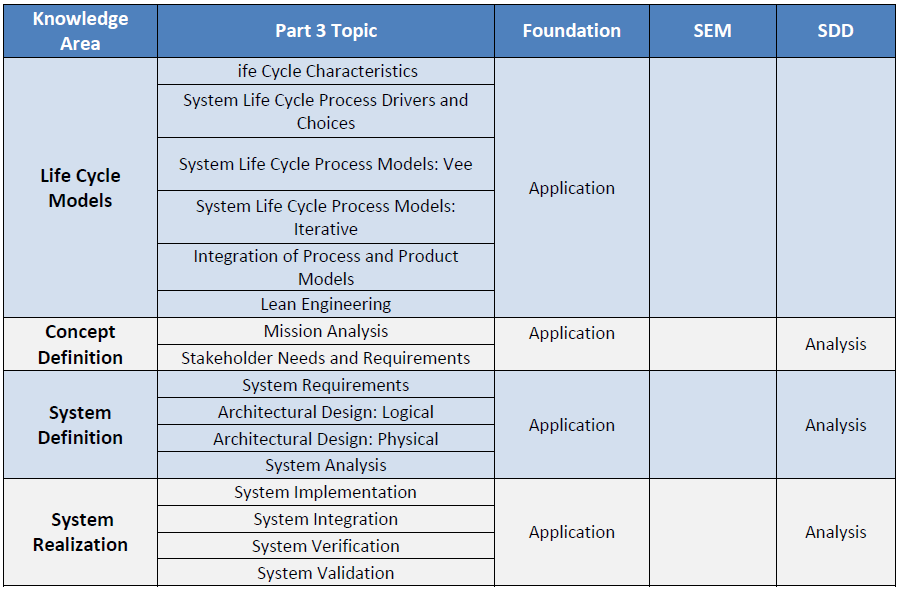 Knowledge
Area
Part 3 Topic
Foundation
SEM
SDD
Life Cycle
Models
ife Cycle Characteristics
System Life Cycle Process Drivers and
Choices
System Life Cycle Process Models: Vee
System Life Cycle Process Models:
Iterative
Integration of Process and Product
Models
Lean Engineering
Application
Concept
Definition
Mission Analysis
Stakeholder Needs and Requirements
Application
Analysis
System
Definition
System Requirements
Architectural Design: Logical
Architectural Design: Physical
System Analysis
Application
Analysis
System
Realization
System Implementation
System Integration
System Verification
System Validation
Application
Analysis